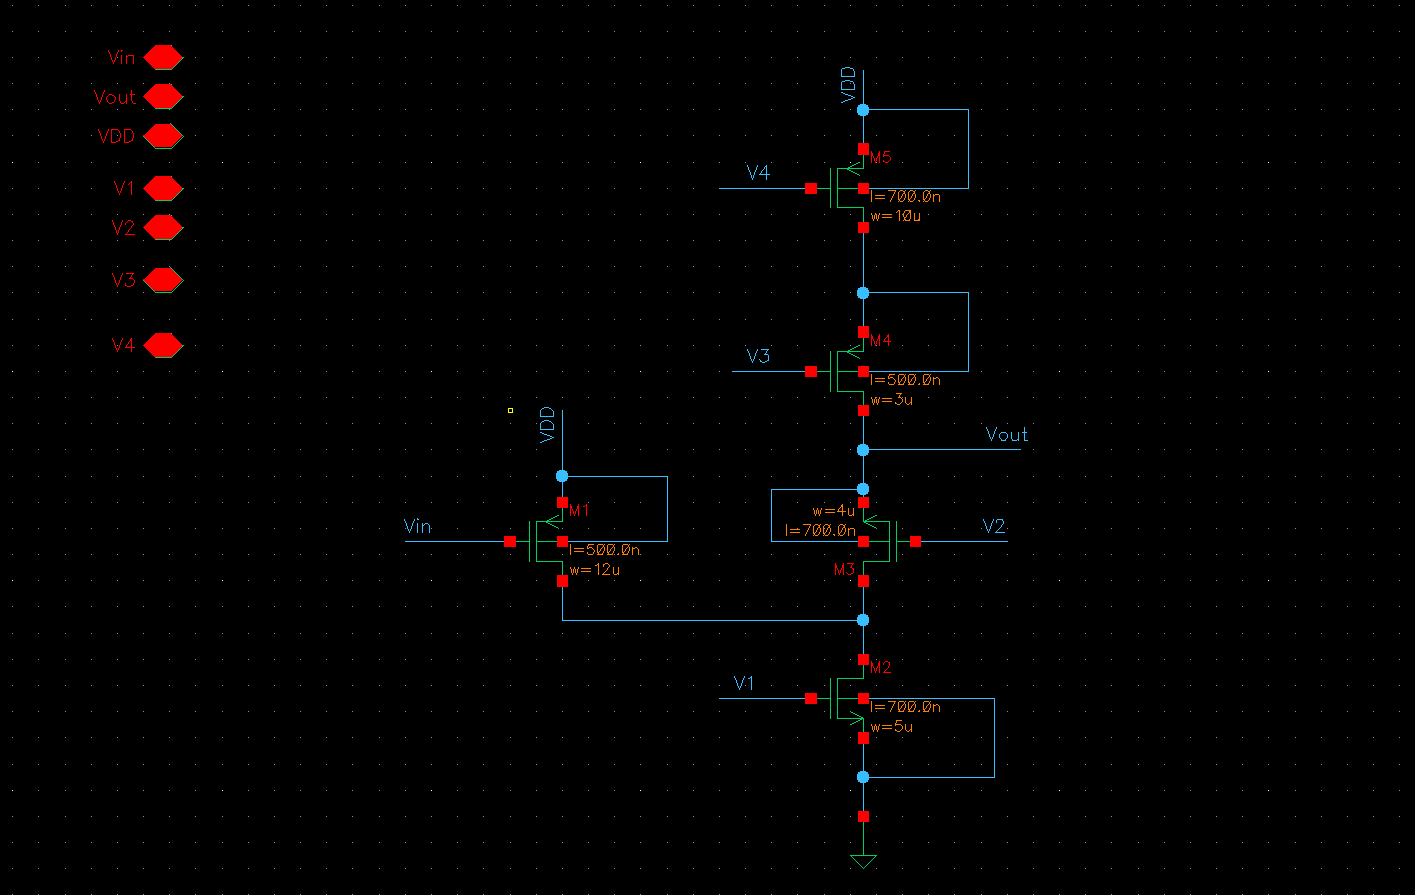 Vin
Vout
VDD
V1
V2
V3
V4
VDD
M5
V4
l=700.0n
w=10u
M4
V3
l=500.0n
w=3u
Vout
VDD
M1
Vin
l=500.0n
w=12u
w=4u
V2
l=700.0n
M3
M2
V1
l=700.0n
w=5u